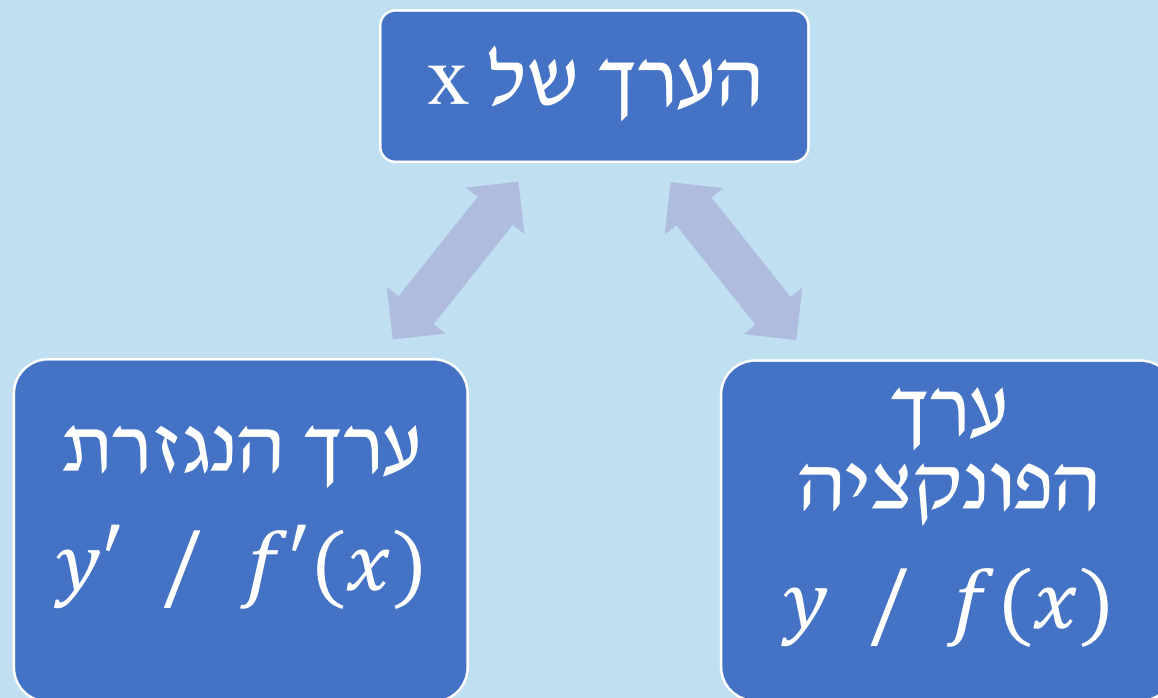 הערך של x
ערך
הפונקציה
y / f(x)
ערך הנגזרת
y′ / f′(x)